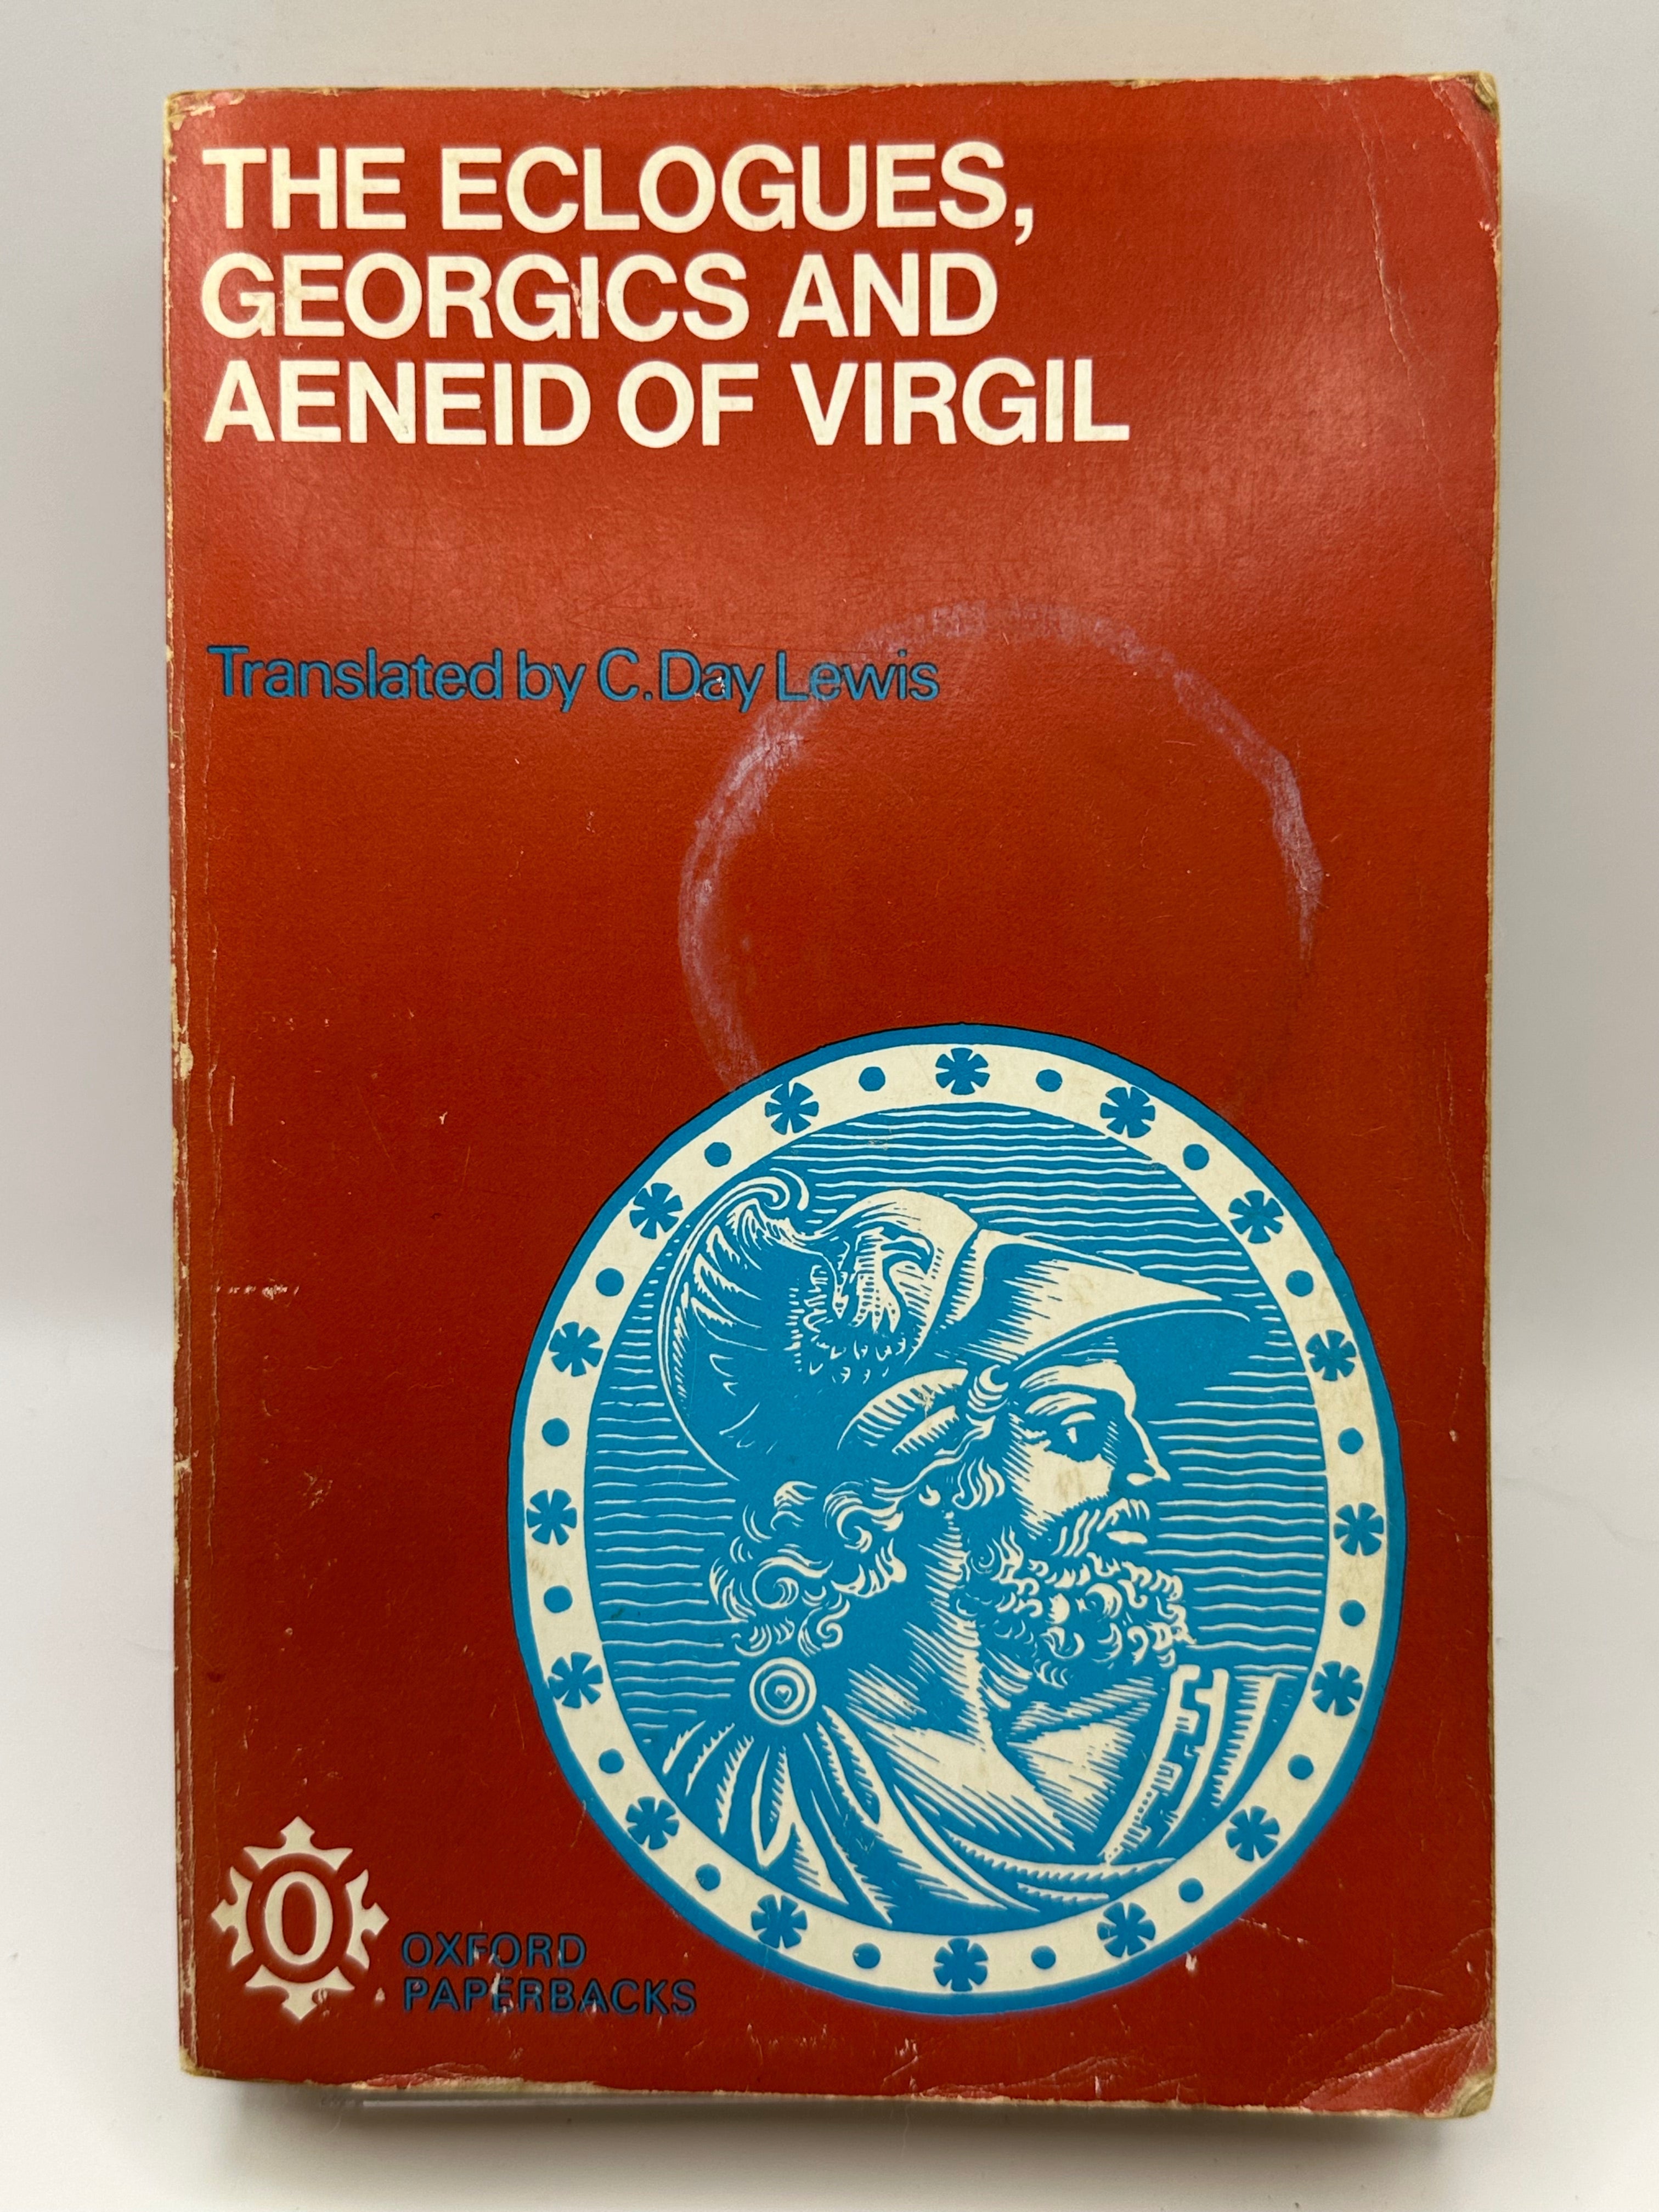 THE ECLOGUES,
GEORGICS AND
AENEID OF VIRGIL
Translated by C. Day Lewis
O
OXFORD
PAPERBACKS